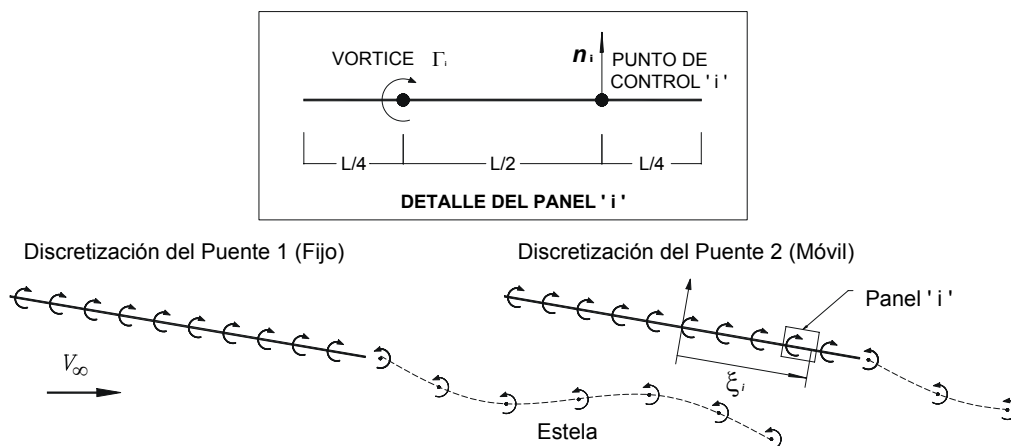 VORTICE Γi
ni
PUNTO DE
CONTROL ' i '
L/4
L/2
L/4
DETALLE DEL PANEL ' i '
Discretización del Puente 1 (Fijo)
Discretización del Puente 2 (Móvil)
Panel ' i '
V∞
ξi
Estela